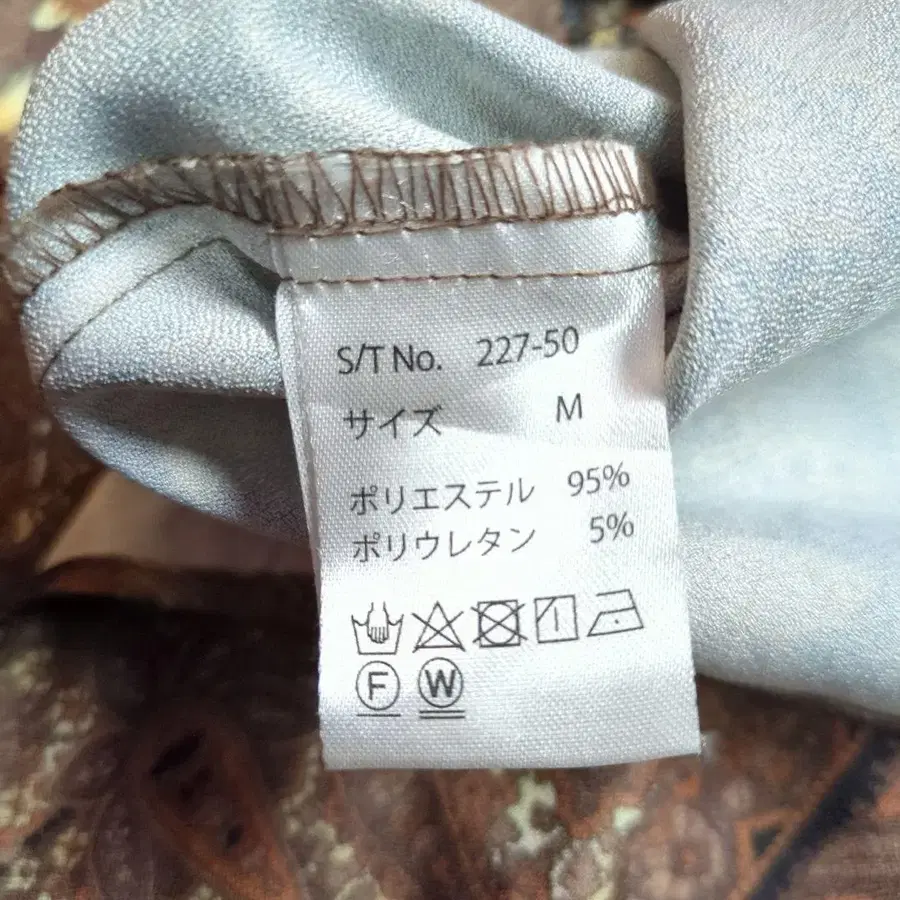 S/T No. 227-50
サイズ M
ポリエステル 95%
ポリウレタン 5%
F W